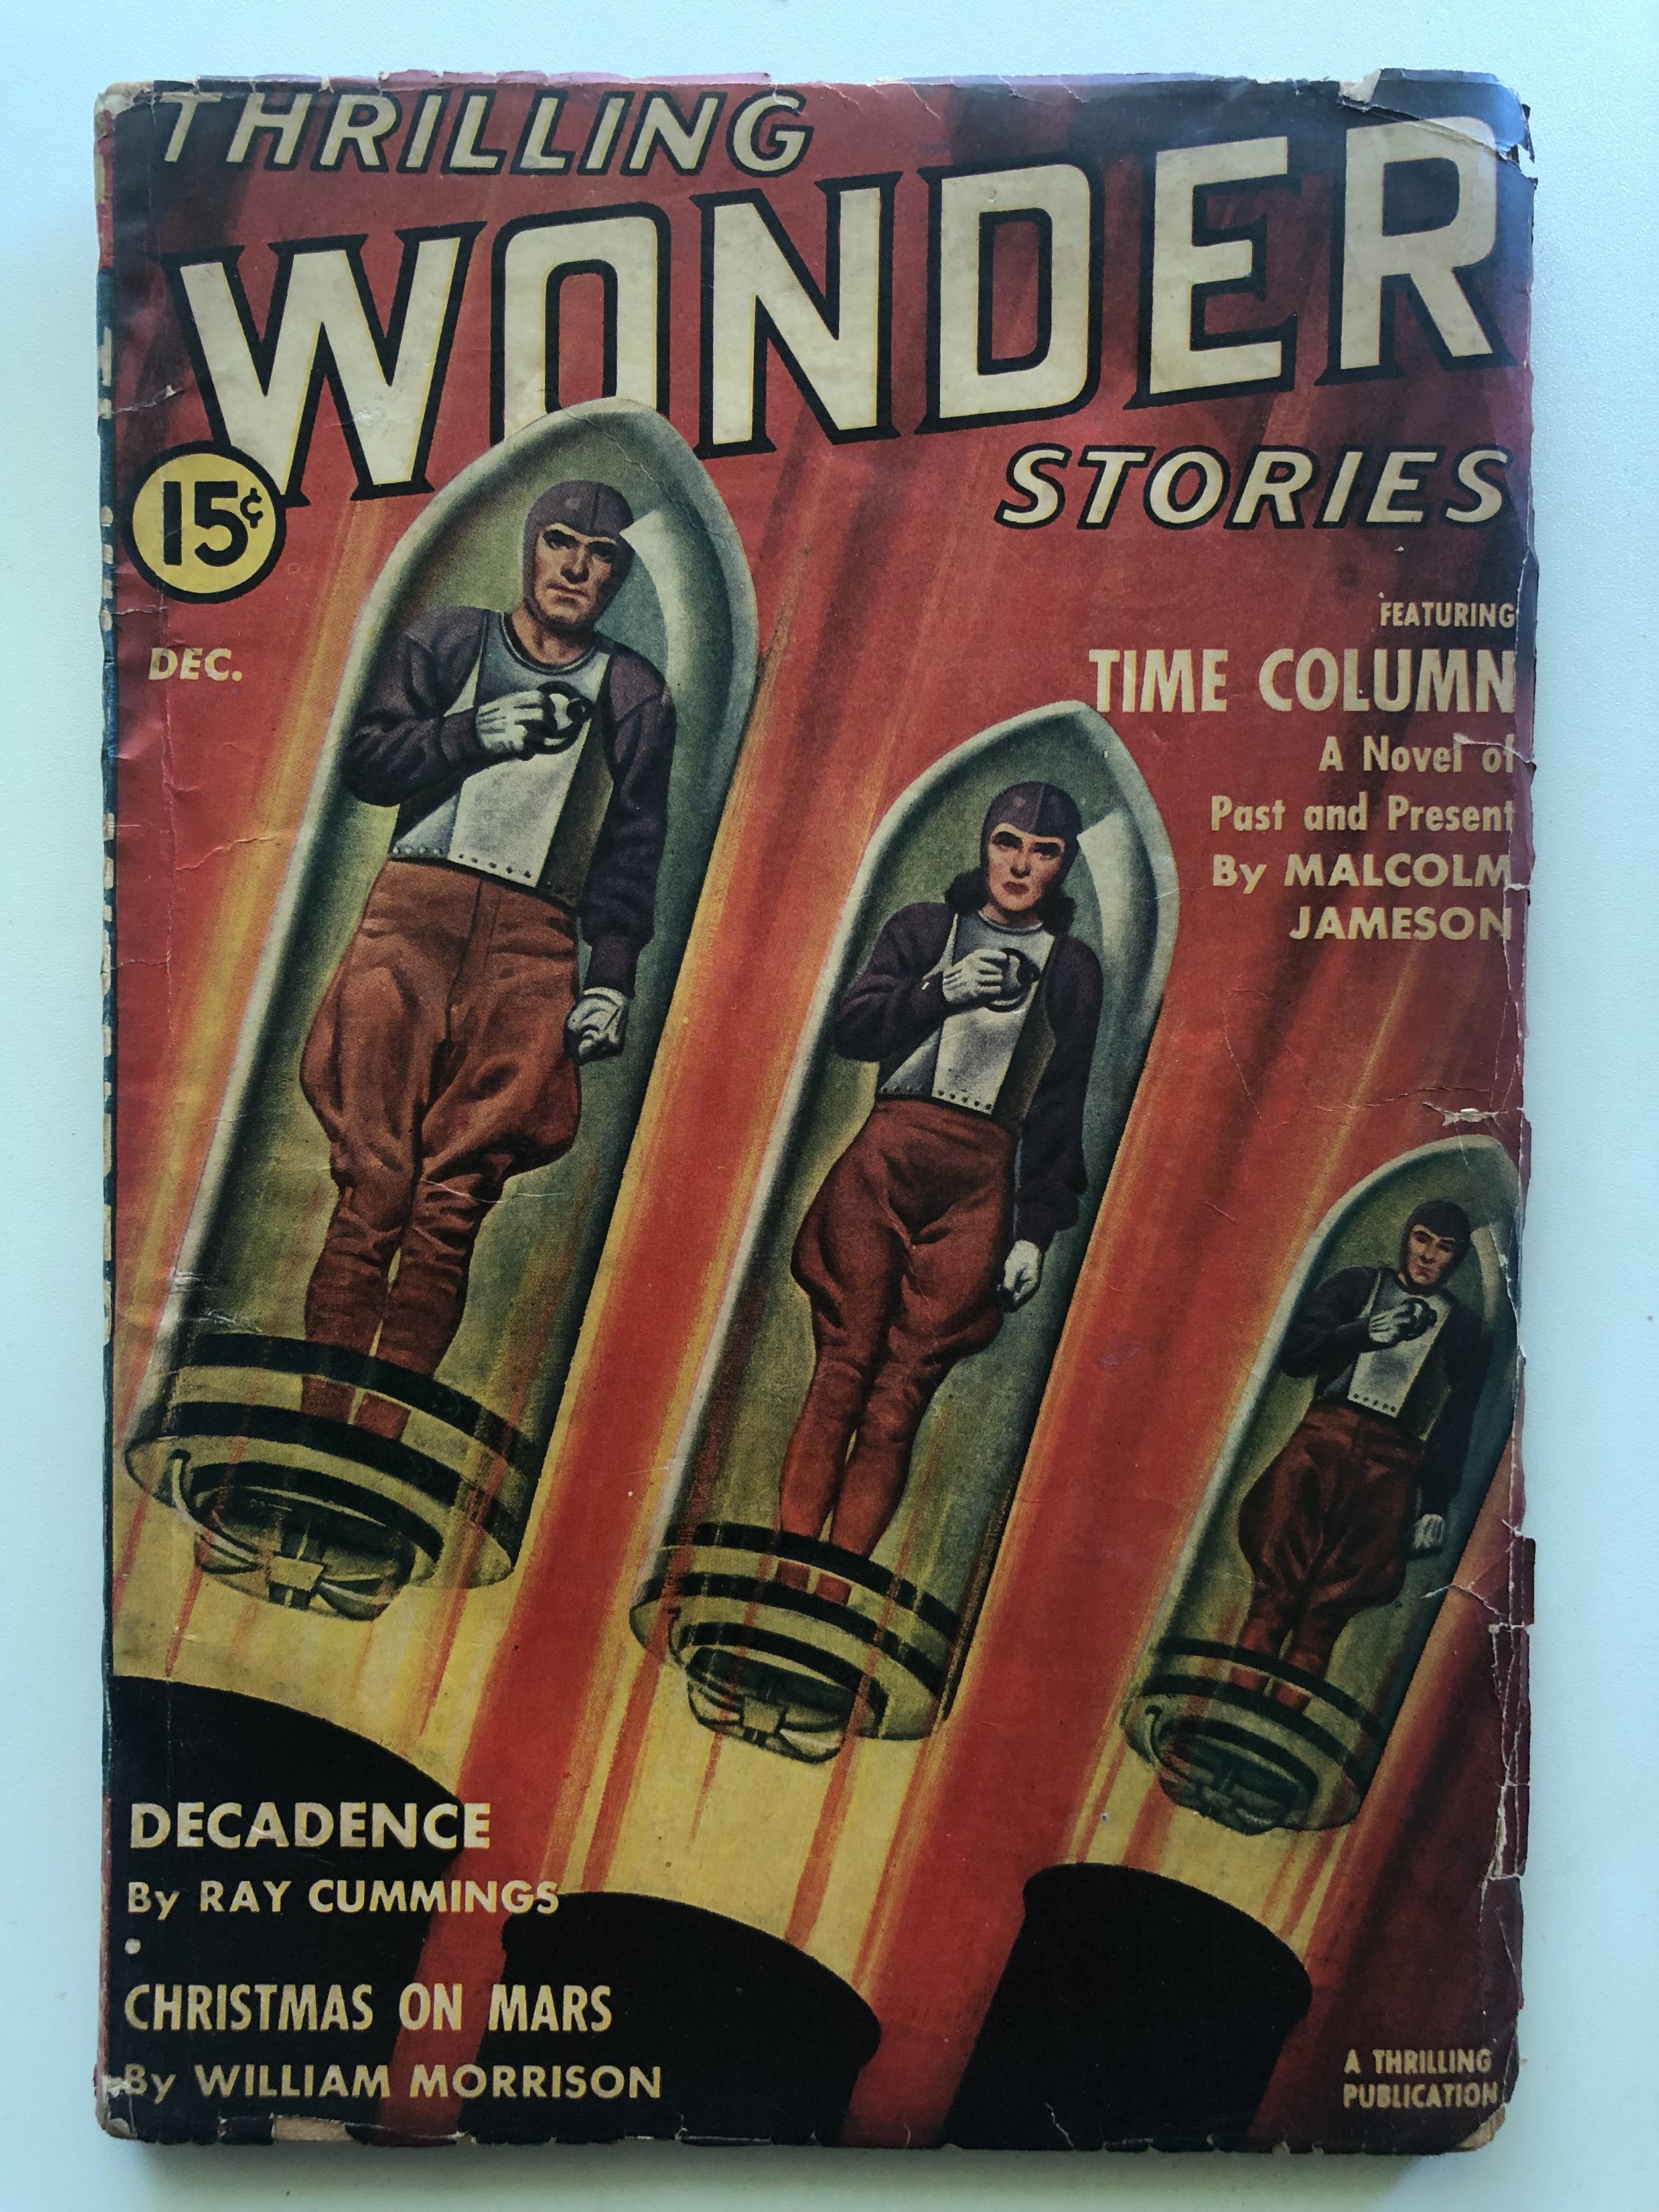 THRILLING
WONDER
STORIES
15¢
DEC.
FEATURING
TIME COLUMN
A Novel of
Past and Present
By MALCOLM
JAMESON
DECADENCE
By RAY CUMMINGS
•
CHRISTMAS ON MARS
By WILLIAM MORRISON
A THRILLING
PUBLICATION